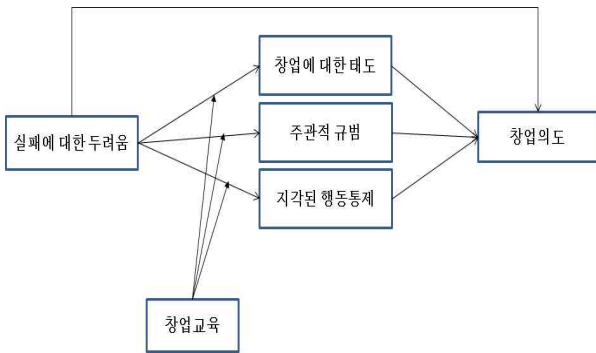 창업에 대한 태도
실패에 대한 두려움
주관적 규범
창업의도
지각된 행동통제
창업교육